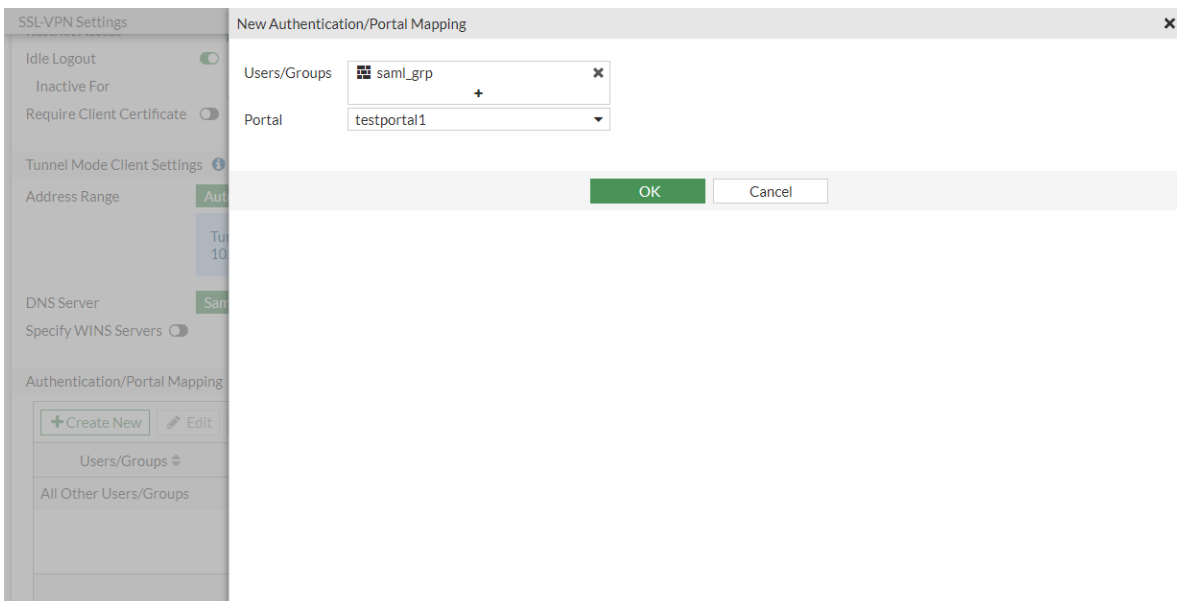 SSL-VPN Settings
New Authentication/Portal Mapping
Idle Logout
Inactive For
Require Client Certificate
Users/Groups
saml_grp
Portal
testportal1
OK
Cancel
Tunnel Mode Client Settings
Address Range
DNS Server
Specify WINS Servers
Authentication/Portal Mapping
Create New
Edit
Users/Groups
All Other Users/Groups